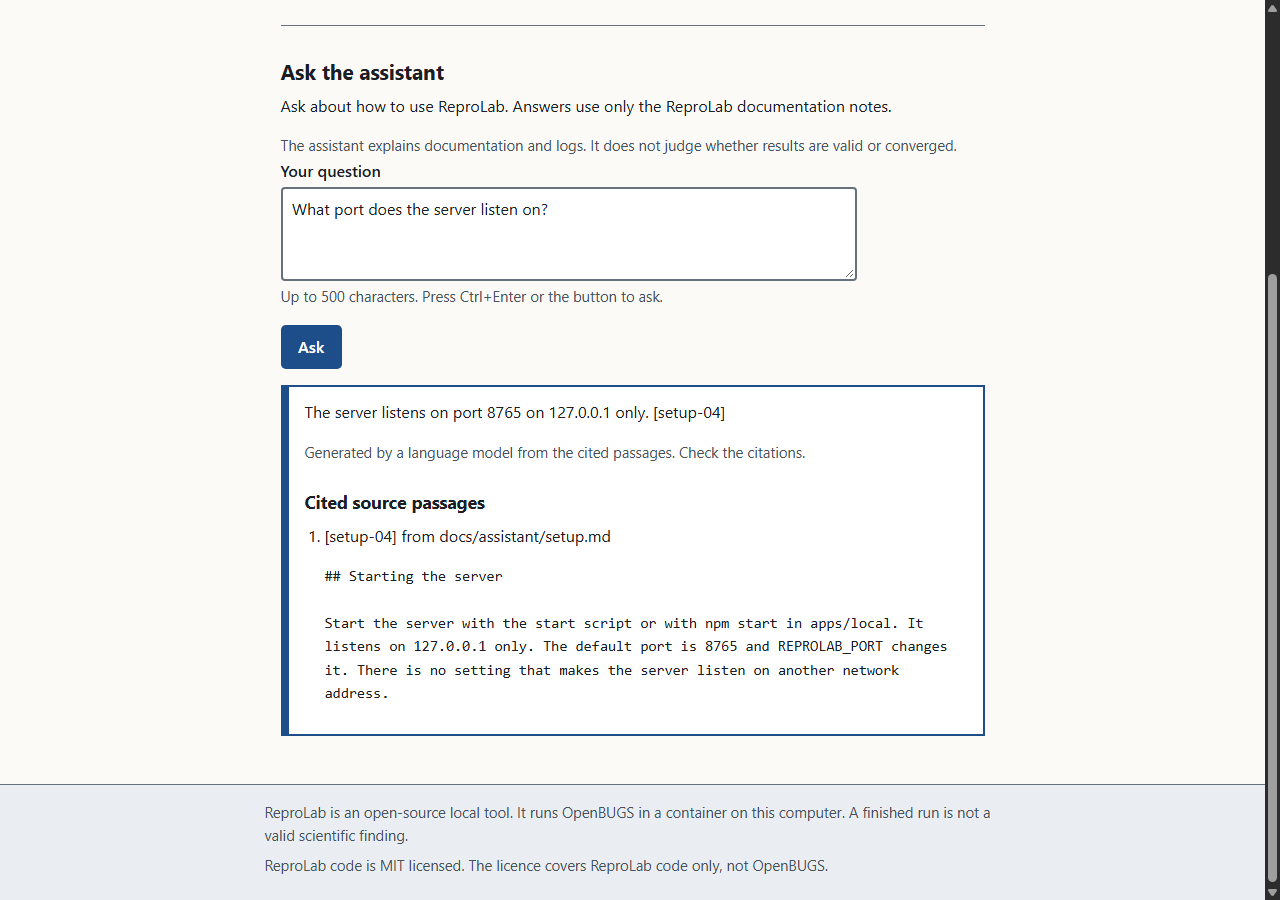 Ask the assistant
Ask about how to use ReproLab. Answers use only the ReproLab documentation notes.
The assistant explains documentation and logs. It does not judge whether results are valid or converged.
Your question
What port does the server listen on?
Up to 500 characters. Press Ctrl+Enter or the button to ask.
Ask
The server listens on port 8765 on 127.0.0.1 only. [setup-04]
Generated by a language model from the cited passages. Check the citations.
Cited source passages
1. [setup-04] from docs/assistant/setup.md
## Starting the server
Start the server with the start script or with npm start in apps/local. It
listens on 127.0.0.1 only. The default port is 8765 and REPROLAB_PORT changes
it. There is no setting that makes the server listen on another network
address.
ReproLab is an open-source local tool. It runs OpenBUGS in a container on this computer. A finished run is not a
valid scientific finding.
ReproLab code is MIT licensed. The licence covers ReproLab code only, not OpenBUGS.